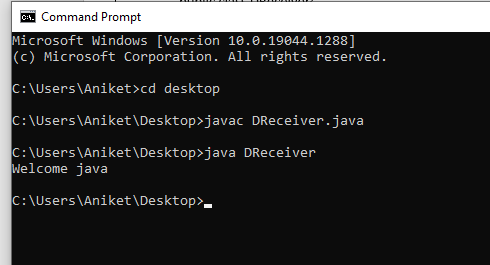 Command Prompt
Microsoft Windows [Version 10.0.19044.1288]
(c) Microsoft Corporation. All rights reserved.
C:\Users\Aniket>cd desktop
C:\Users\Aniket\Desktop>javac DReceiver.java
C:\Users\Aniket\Desktop>java DReceiver
Welcome java
C:\Users\Aniket\Desktop>